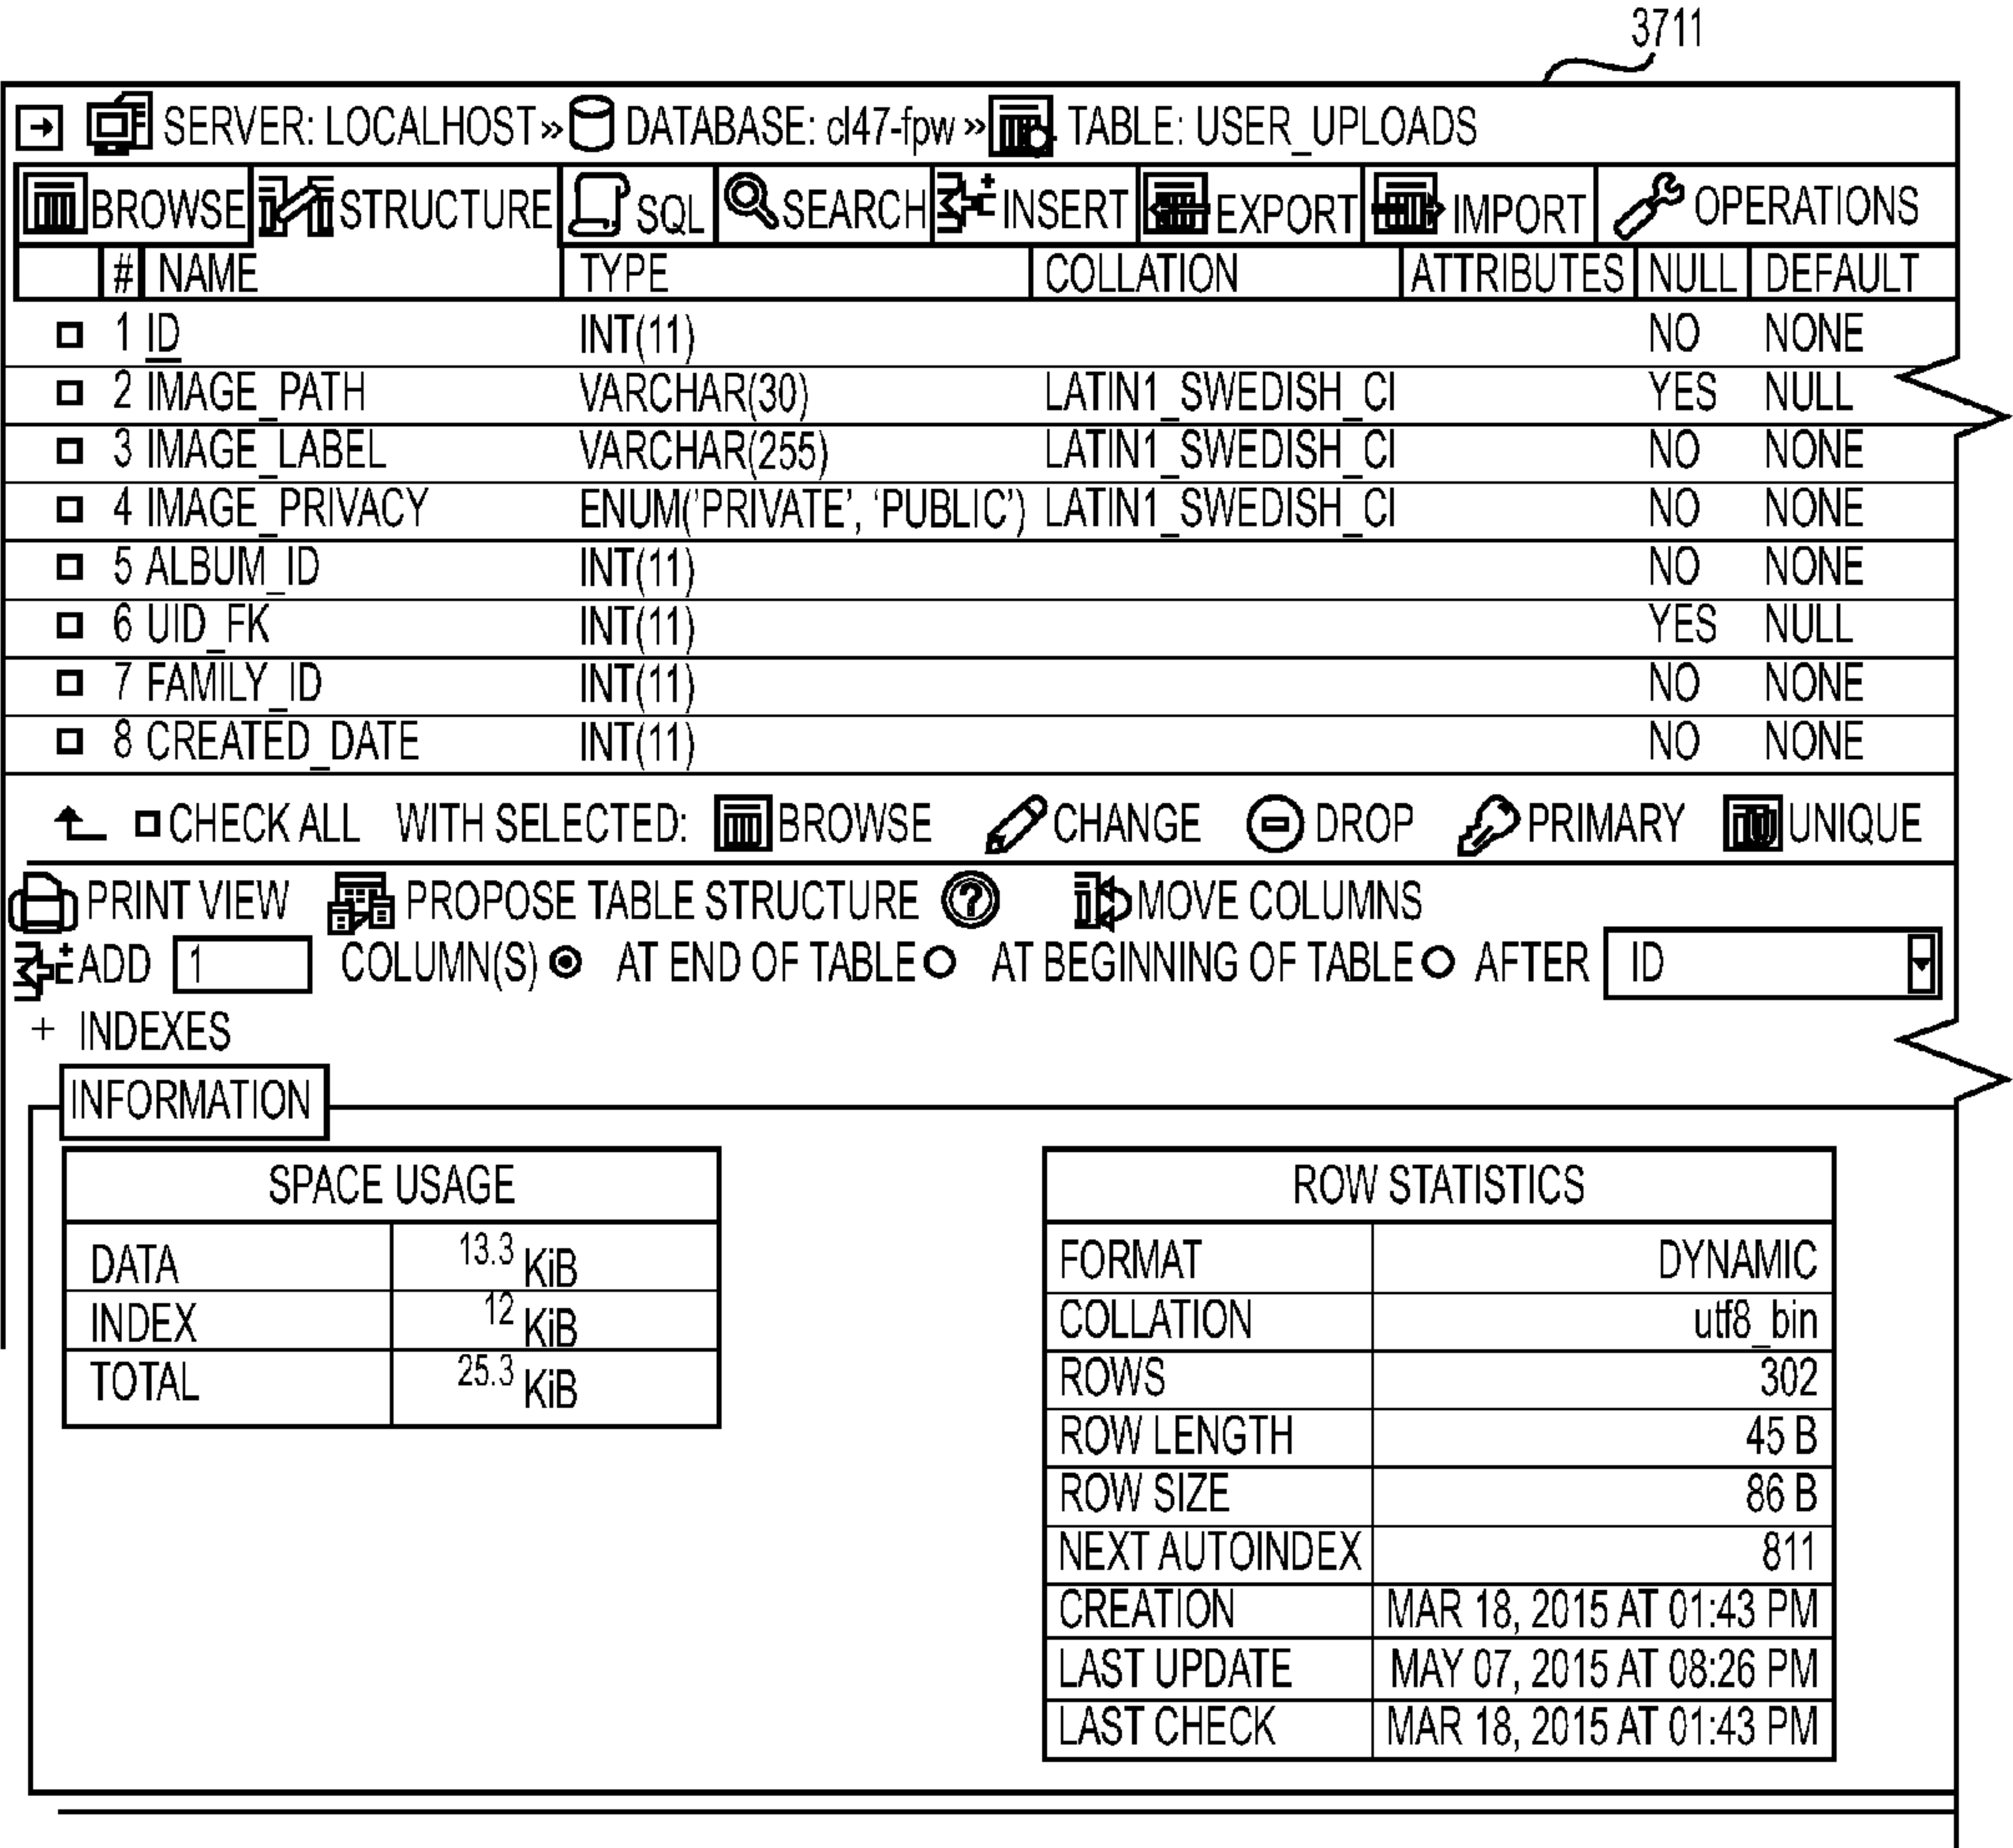 3711
SERVER: LOCALHOST » DATABASE: cl47-fpw » TABLE: USER_UPLOADS
BROWSE STRUCTURE SQL SEARCH INSERT EXPORT IMPORT OPERATIONS
# NAME TYPE COLLATION ATTRIBUTES NULL DEFAULT
1 ID INT(11) NO NONE
2 IMAGE_PATH VARCHAR(30) LATIN1_SWEDISH_CI YES NULL
3 IMAGE_LABEL VARCHAR(255) LATIN1_SWEDISH_CI NO NONE
4 IMAGE_PRIVACY ENUM('PRIVATE', 'PUBLIC') LATIN1_SWEDISH_CI NO NONE
5 ALBUM_ID INT(11) NO NONE
6 UID_FK INT(11) YES NULL
7 FAMILY_ID INT(11) NO NONE
8 CREATED_DATE INT(11) NO NONE
CHECK ALL WITH SELECTED: BROWSE CHANGE DROP PRIMARY UNIQUE
PRINT VIEW PROPOSE TABLE STRUCTURE ? MOVE COLUMNS
ADD 1 COLUMN(S) AT END OF TABLE AT BEGINNING OF TABLE AFTER ID
+ INDEXES
INFORMATION
SPACE USAGE
DATA 13.3 KiB
INDEX 12 KiB
TOTAL 25.3 KiB
ROW STATISTICS
FORMAT DYNAMIC
COLLATION utf8_bin
ROWS 302
ROW LENGTH 45 B
ROW SIZE 86 B
NEXT AUTOINDEX 811
CREATION MAR 18, 2015 AT 01:43 PM
LAST UPDATE MAY 07, 2015 AT 08:26 PM
LAST CHECK MAR 18, 2015 AT 01:43 PM